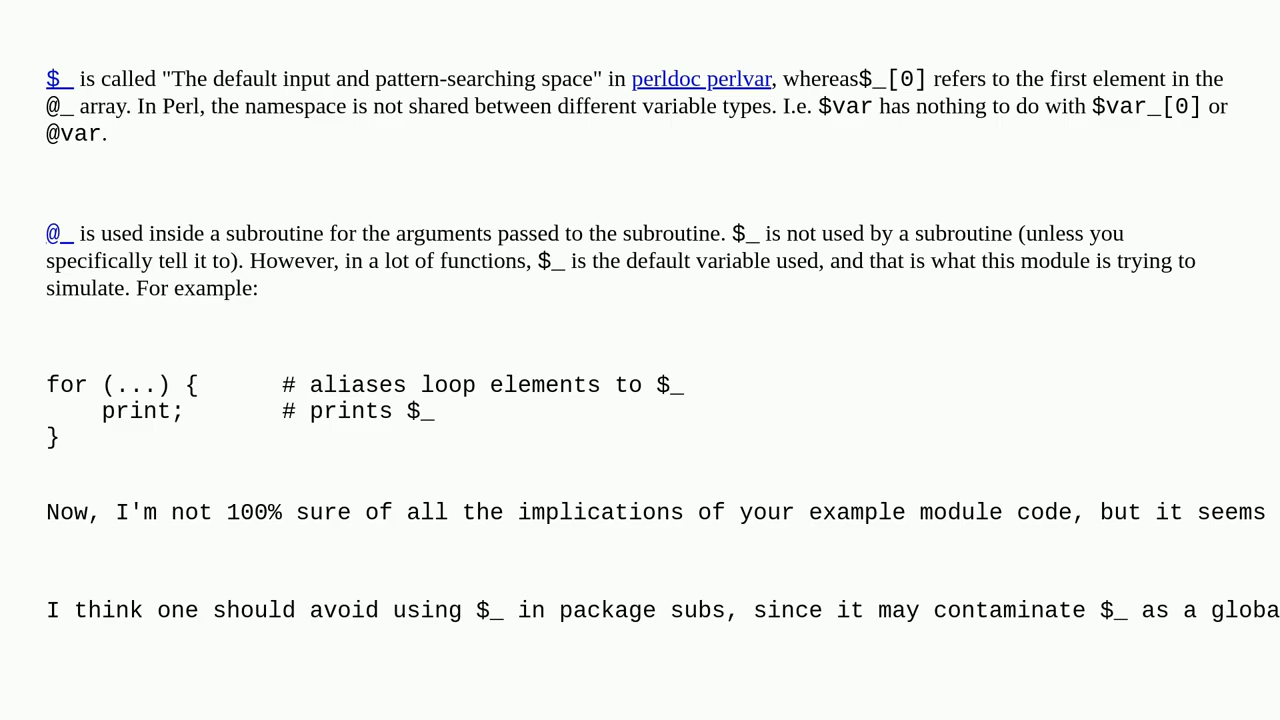 $_ is called "The default input and pattern-searching space" in perldoc perlvar, whereas$_[0] refers to the first element in the
@_ array. In Perl, the namespace is not shared between different variable types. I.e. $var has nothing to do with $var_[0] or
@var.
@_ is used inside a subroutine for the arguments passed to the subroutine. $_ is not used by a subroutine (unless you
specifically tell it to). However, in a lot of functions, $_ is the default variable used, and that is what this module is trying to
simulate. For example:
for (...) {      # aliases loop elements to $_
    print;       # prints $_
}
Now, I'm not 100% sure of all the implications of your example module code, but it seems
I think one should avoid using $_ in package subs, since it may contaminate $_ as a globa